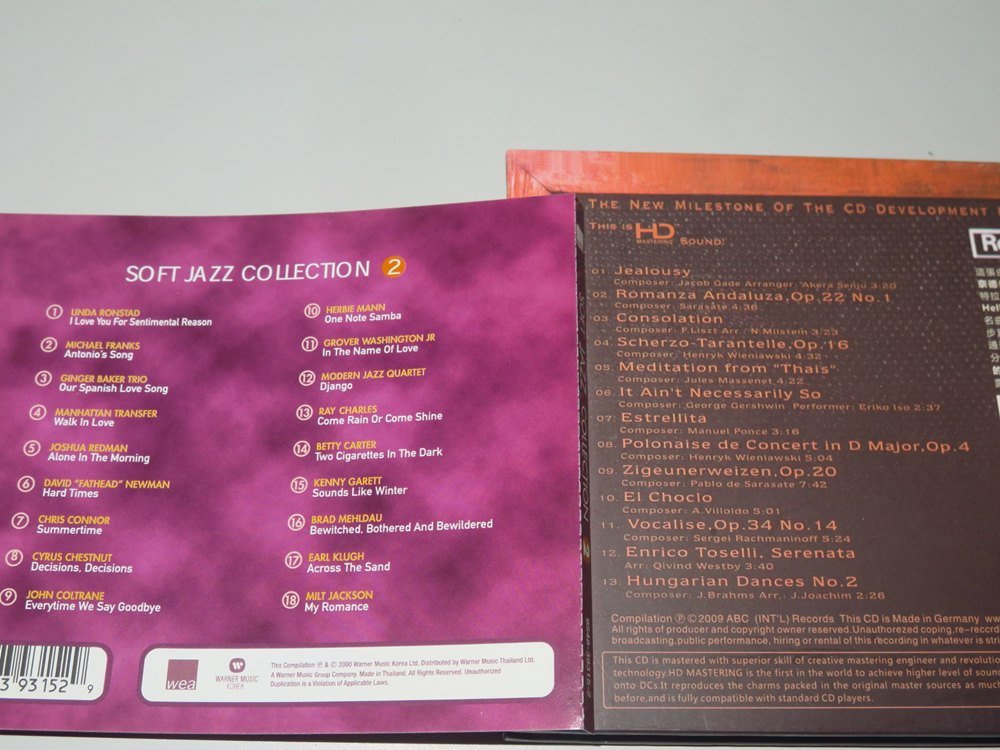 SOFT JAZZ COLLECTION 2
1 LINDA RONSTAD
I Love You For Sentimental Reason
2 MICHAEL FRANKS
Antonio's Song
3 GINGER BAKER TRIO
Our Spanish Love Song
4 MANHATTAN TRANSFER
Walk In Love
5 JOSHUA REDMAN
Alone In The Morning
6 DAVID "FATHEAD" NEWMAN
Hard Times
7 CHRIS CONNOR
Summertime
8 CYRUS CHESTNUT
Decisions, Decisions
9 JOHN COLTRANE
Everytime We Say Goodbye
10 HERBIE MANN
One Note Samba
11 GROVER WASHINGTON JR
In The Name Of Love
12 MODERN JAZZ QUARTET
Django
13 RAY CHARLES
Come Rain Or Come Shine
14 BETTY CARTER
Two Cigarettes In The Dark
15 KENNY GARETT
Sounds Like Winter
16 BRAD MEHLDAU
Bewitched, Bothered And Bewildered
17 EARL KLUGH
Across The Sand
18 MILT JACKSON
My Romance
3 93152 9
wea
WARNER MUSIC
KOREA
This Compilation ℗ & © 2000 Warner Music Korea Ltd. Distributed by Warner Music Thailand Ltd.
A Warner Music Group Company. Made in Thailand. All Rights Reserved. Unauthorized
Duplication is a Violation of Applicable Laws.
SOFT JAZZ COLLECTION 2
THE NEW MILESTONE OF THE CD DEVELOPMENT
THIS IS HD MASTERING SOUND!
01 Jealousy
Composer: Jacob Gade Arranger: Akera Senju 3:20
02. Romanza Andaluza,Op.22 No.1
Composer: Sarasate 4:36
03. Consolation
Composer: F.Liszt Arr.: N.Milstein 3:23
04. Scherzo-Tarantelle,Op.'16
Composer: Henryk Wieniawski 4:32
05. Meditation from "Thais"
Composer: Jules Massenet 4:22
06. It Ain't Necessarily So
Composer: George Gershwin Performer: Eriko Iso 2:37
07. Estrellita
Composer: Manuel Ponce 3:16
08. Polonaise de Concert in D Major,Op.4
Composer: Henryk Wieniawski 5:04
09. Zigeunerweizen,Op.20
Composer: Pablo de Sarasate 7:42
10. El Choclo
Composer: A.Villoldo 5:01
11. Vocalise,Op.34 No.14
Composer: Sergei Rachmaninoff 5:24
12. Enrico Toselli, Serenata
Arr: Qivind Westby 3:40
13. Hungarian Dances No.2
Composer: J.Brahms Arr.: J.Joachim 2:26
Compilation ℗ © 2009 ABC (INT'L) Records This CD is Made in Germany
All rights of producer and copyright owner reserved.Unauthorezed coping,re-record
broadcasting,public performance, hiring or rental of this recording in whatever is stri
This CD is mastered with superior skill of creative mastering engineer and revolutio
technology.HD MASTERING is the first in the world to achieve higher level of sound
onto DCs.It reproduces the charms packed in the original master sources as much
before,and is fully compatible with standard CD players.